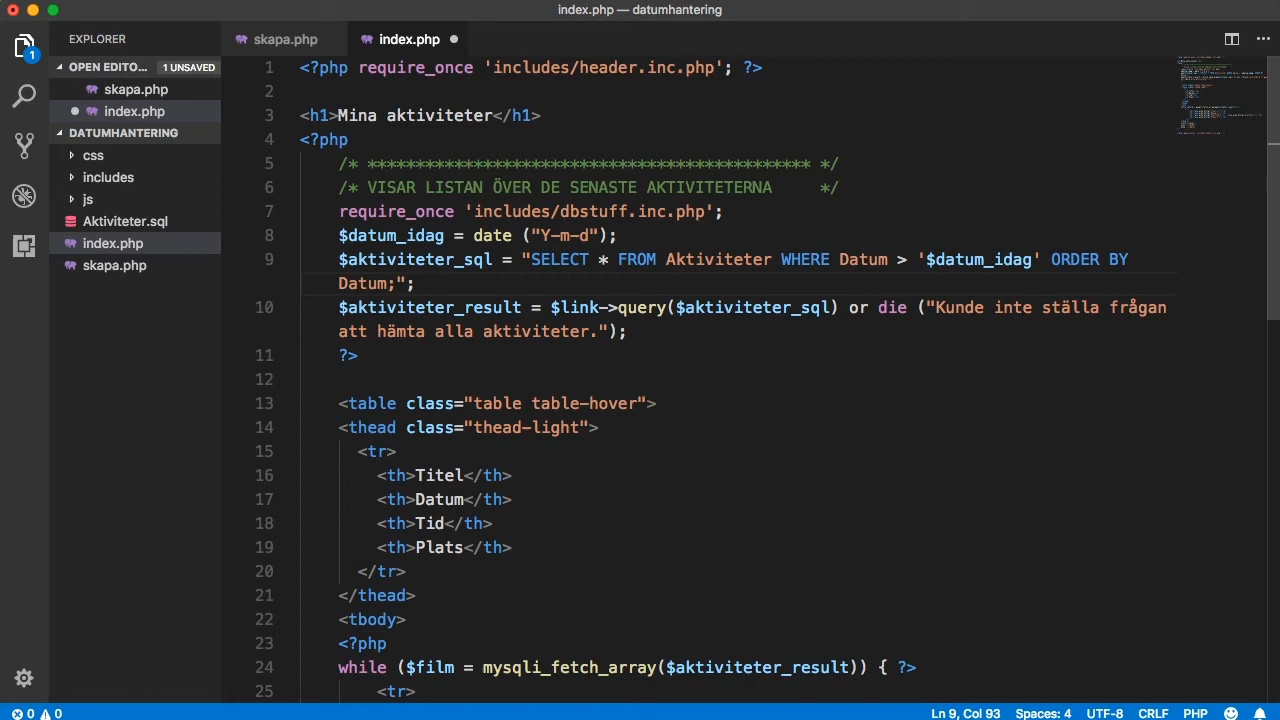 index.php — datumhantering
EXPLORER
skapa.php
index.php
OPEN EDITO... 1 UNSAVED
skapa.php
index.php
DATUMHANTERING
css
includes
js
Aktiviteter.sql
index.php
skapa.php
1
1 <?php require_once 'includes/header.inc.php'; ?>
2
3 <h1>Mina aktiviteter</h1>
4 <?php
5 /* ********************************************** */
6 /* VISAR LISTAN ÖVER DE SENASTE AKTIVITETERNA */
7 require_once 'includes/dbstuff.inc.php';
8 $datum_idag = date ("Y-m-d");
9 $aktiviteter_sql = "SELECT * FROM Aktiviteter WHERE Datum > '$datum_idag' ORDER BY
Datum;";
10 $aktiviteter_result = $link->query($aktiviteter_sql) or die ("Kunde inte ställa frågan
att hämta alla aktiviteter.");
11 ?>
12
13 <table class="table table-hover">
14 <thead class="thead-light">
15 <tr>
16 <th>Titel</th>
17 <th>Datum</th>
18 <th>Tid</th>
19 <th>Plats</th>
20 </tr>
21 </thead>
22 <tbody>
23 <?php
24 while ($film = mysqli_fetch_array($aktiviteter_result)) { ?>
25 <tr>
0 0 Ln 9, Col 93 Spaces: 4 UTF-8 CRLF PHP